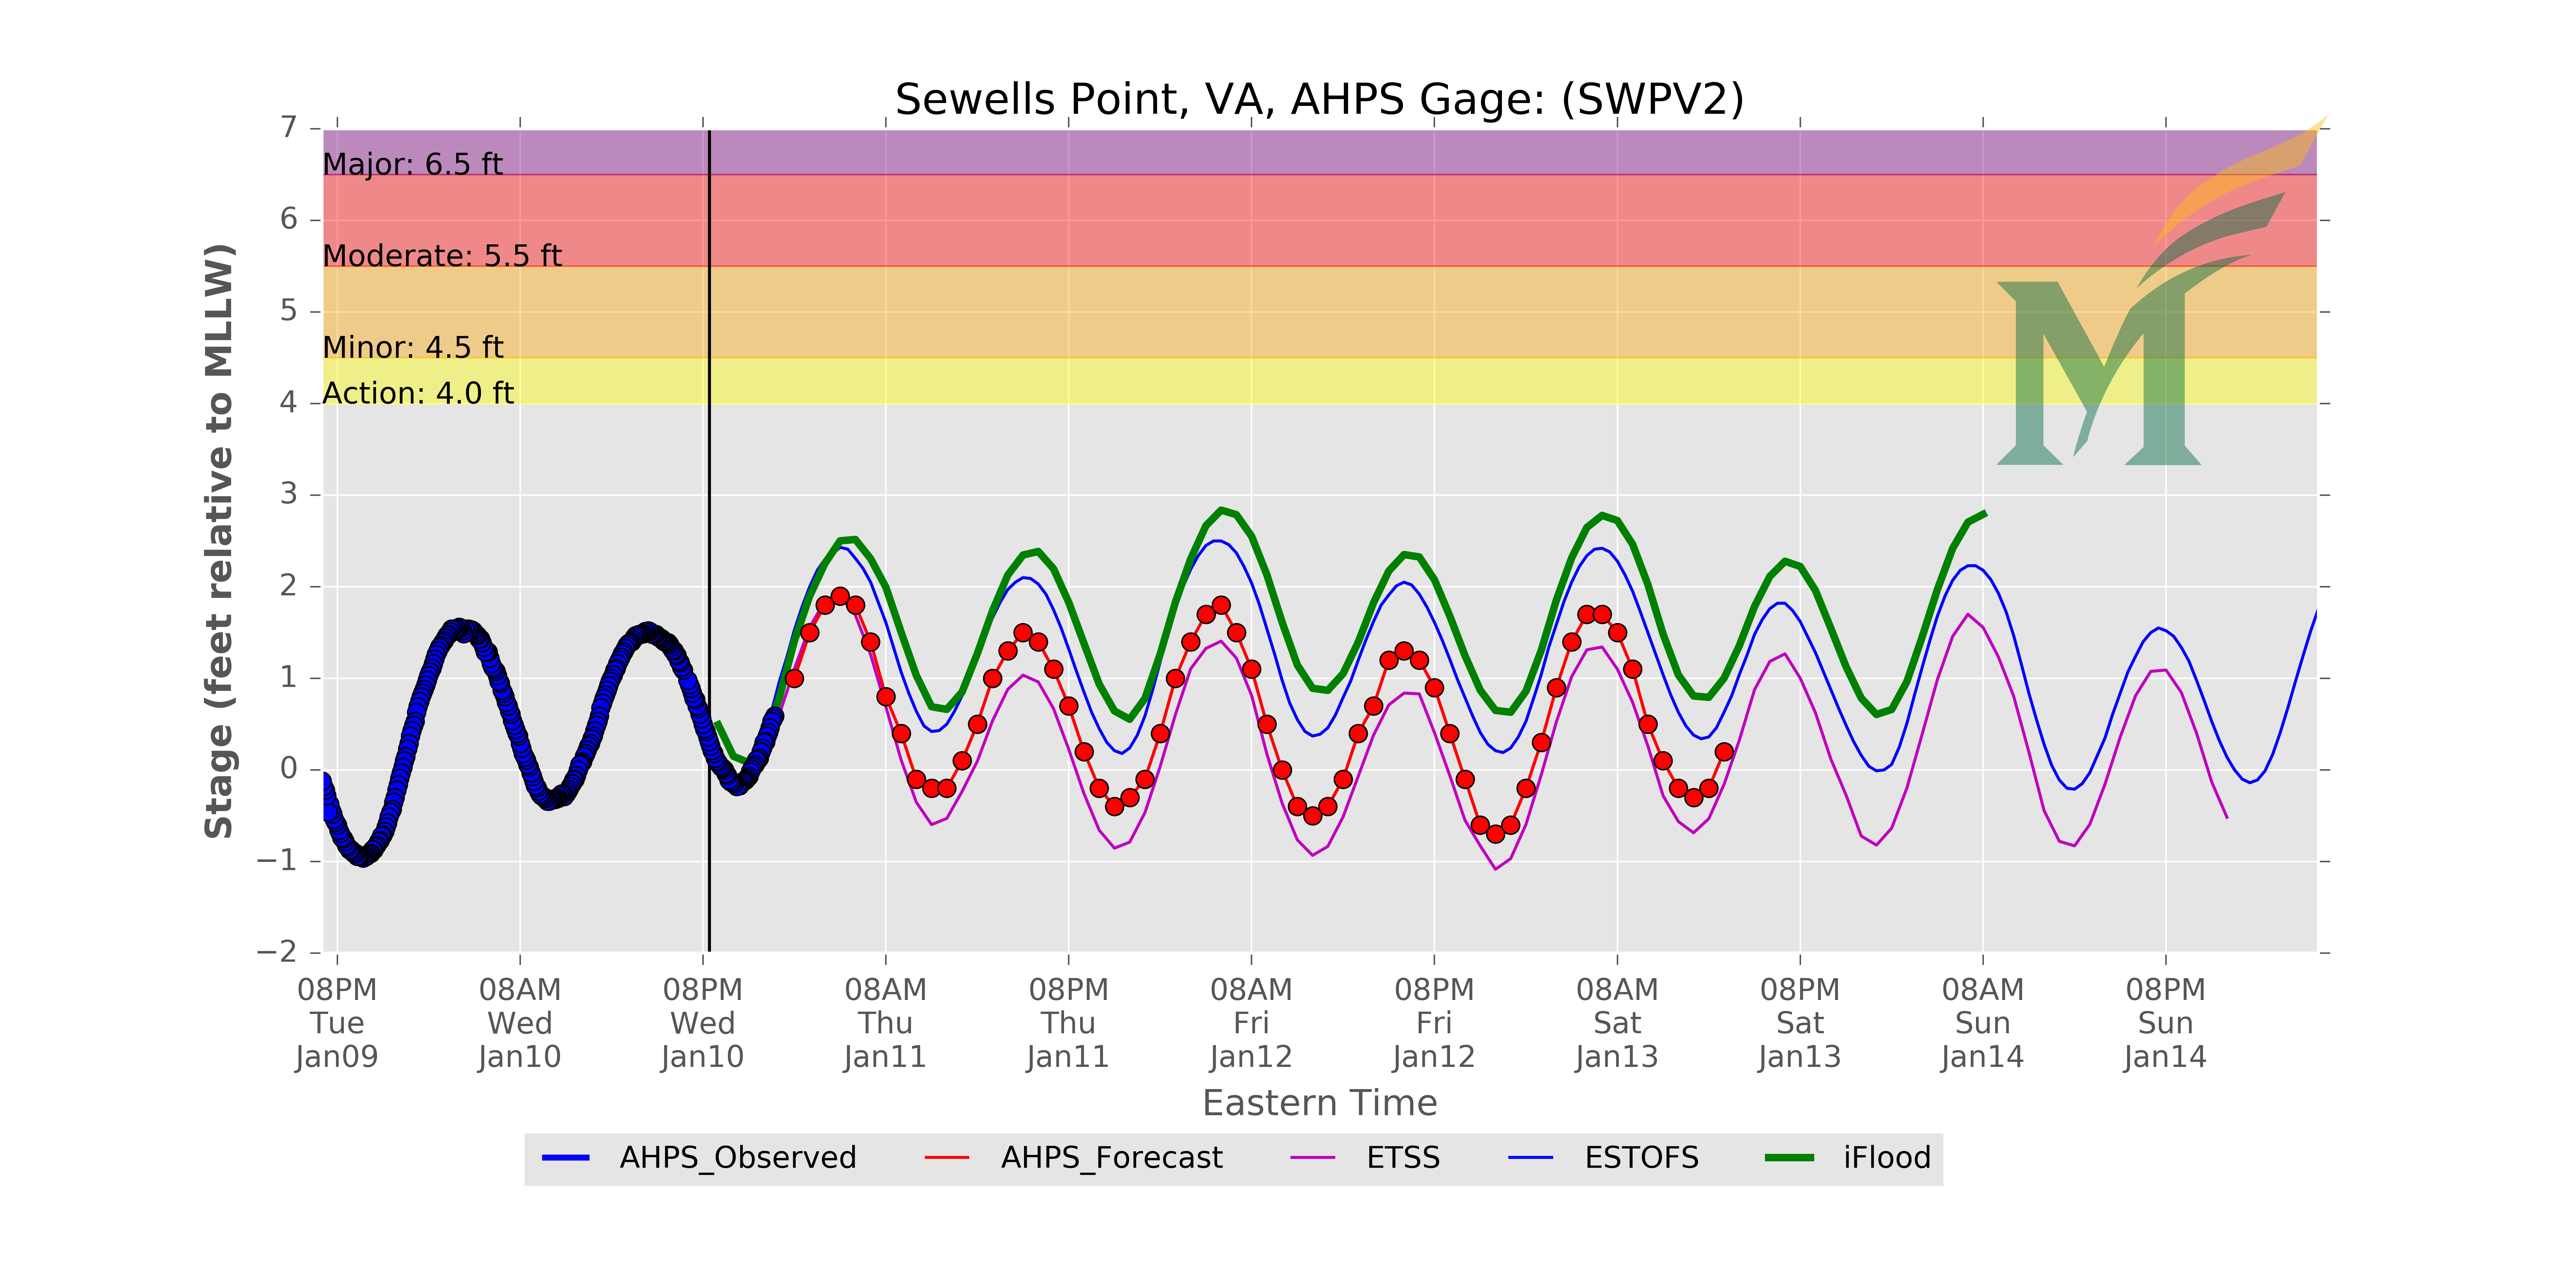 Sewells Point, VA, AHPS Gage: (SWPV2)
7
6
5
4
3
2
1
0
−1
−2
Stage (feet relative to MLLW)
Major: 6.5 ft
Moderate: 5.5 ft
Minor: 4.5 ft
Action: 4.0 ft
M
08PM 08AM 08PM 08AM 08PM 08AM 08PM 08AM 08PM 08AM 08PM
Tue Wed Wed Thu Thu Fri Fri Sat Sat Sun Sun
Jan09 Jan10 Jan10 Jan11 Jan11 Jan12 Jan12 Jan13 Jan13 Jan14 Jan14
Eastern Time
AHPS_Observed AHPS_Forecast ETSS ESTOFS iFlood